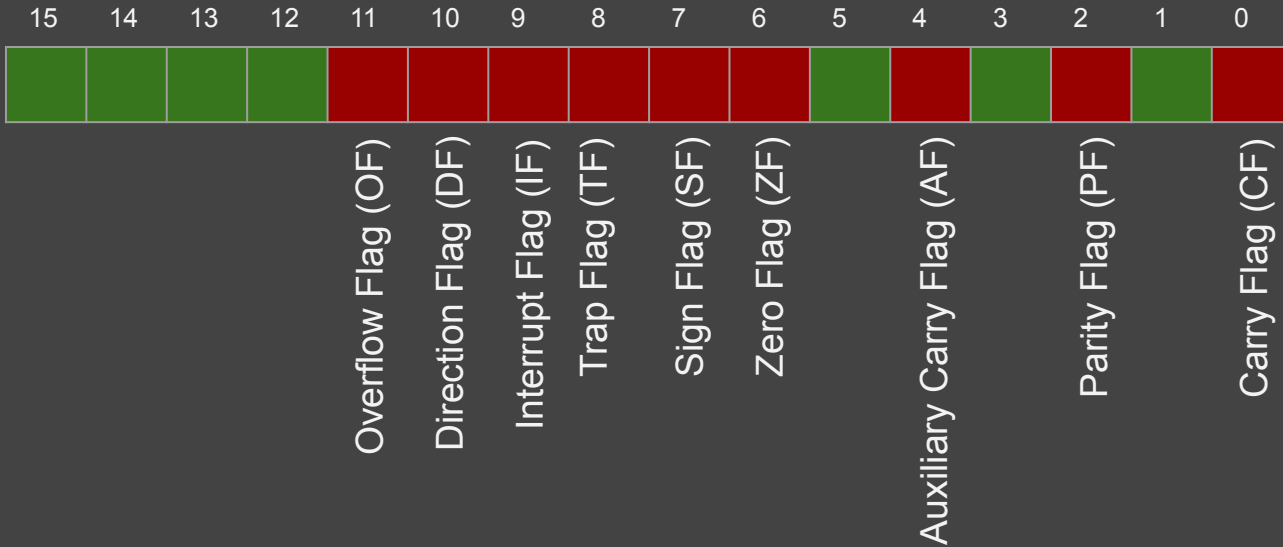 15 14 13 12 11 10 9 8 7 6 5 4 3 2 1 0
Overflow Flag (OF)
Direction Flag (DF)
Interrupt Flag (IF)
Trap Flag (TF)
Sign Flag (SF)
Zero Flag (ZF)
Auxiliary Carry Flag (AF)
Parity Flag (PF)
Carry Flag (CF)